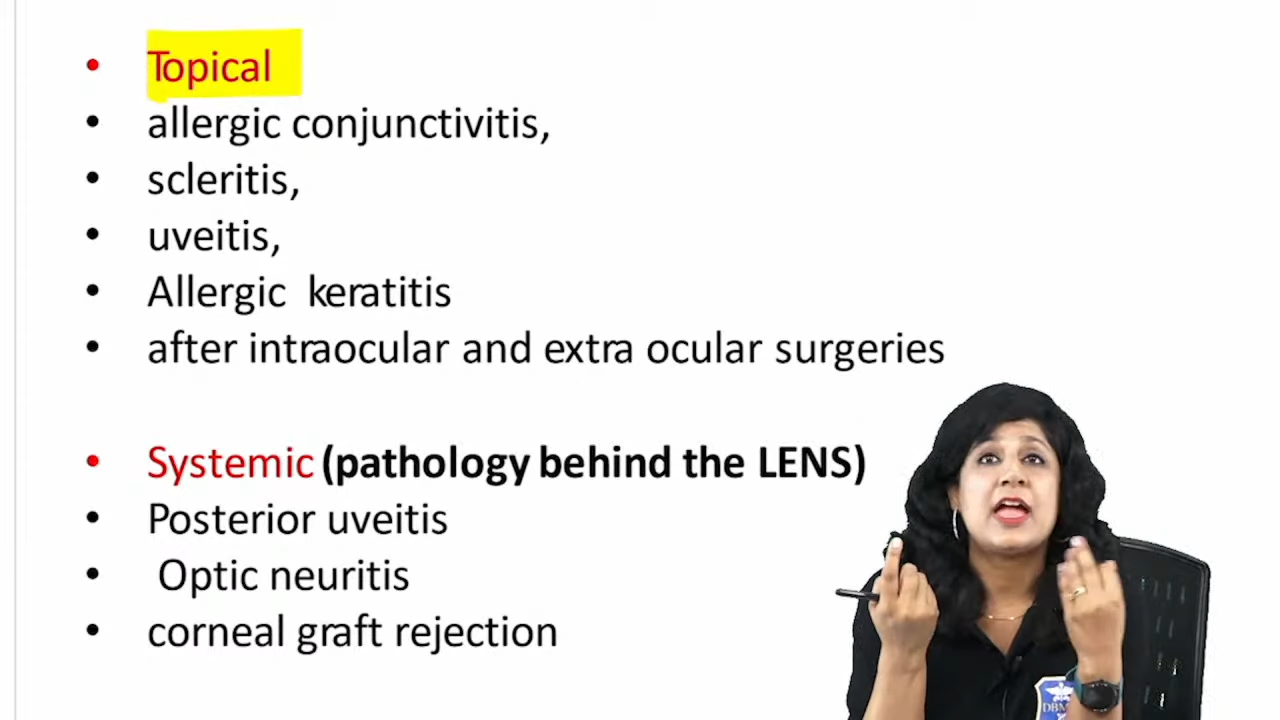 • Topical
• allergic conjunctivitis,
• scleritis,
• uveitis,
• Allergic keratitis
• after intraocular and extra ocular surgeries
• Systemic (pathology behind the LENS)
• Posterior uveitis
• Optic neuritis
• corneal graft rejection